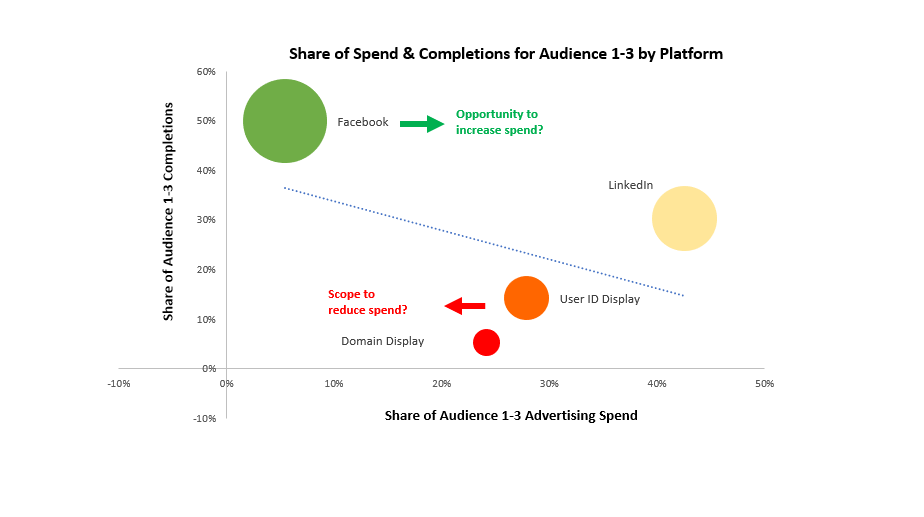 Share of Spend & Completions for Audience 1-3 by Platform
60%
50%
40%
30%
20%
10%
0%
-10%
Share of Audience 1-3 Completions
Facebook
Opportunity to
increase spend?
LinkedIn
Scope to
reduce spend?
User ID Display
Domain Display
-10%
0%
10%
20%
30%
40%
50%
Share of Audience 1-3 Advertising Spend